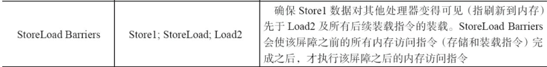 StoreLoad Barriers
Store1; StoreLoad; Load2
确保 Store1 数据对其他处理器变得可见（指刷新到内存）
先于 Load2 及所有后续装载指令的装载。StoreLoad Barriers
会使该屏障之前的所有内存访问指令（存储和装载指令）完
成之后，才执行该屏障之后的内存访问指令